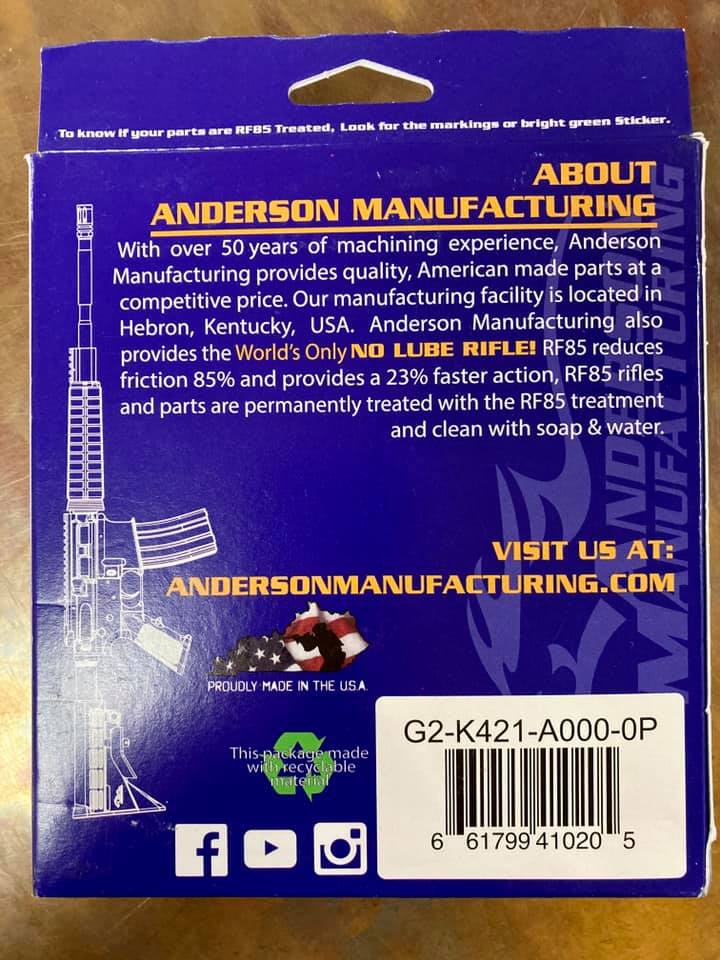 To know if your parts are RF85 Treated, Look for the markings or bright green Sticker.
ABOUT
ANDERSON MANUFACTURING
With over 50 years of machining experience, Anderson
Manufacturing provides quality, American made parts at a
competitive price. Our manufacturing facility is located in
Hebron, Kentucky, USA. Anderson Manufacturing also
provides the World's Only NO LUBE RIFLE! RF85 reduces
friction 85% and provides a 23% faster action, RF85 rifles
and parts are permanently treated with the RF85 treatment
and clean with soap & water.
ANDERSON
MANUFACTURING
VISIT US AT:
ANDERSONMANUFACTURING.COM
PROUDLY MADE IN THE U.S.A.
This package made
with recyclable
material
G2-K421-A000-0P
6 61799 41020 5